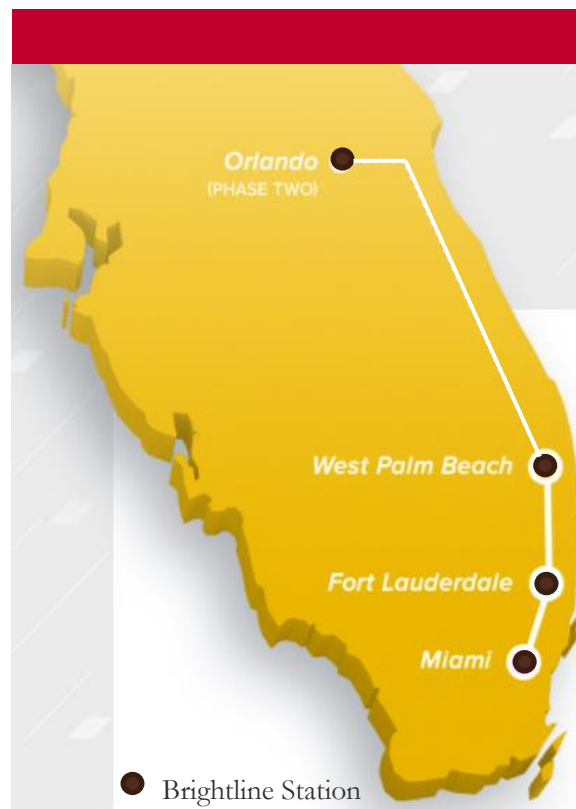 Orlando
(PHASE TWO)
West Palm Beach
Fort Lauderdale
Miami
Brightline Station